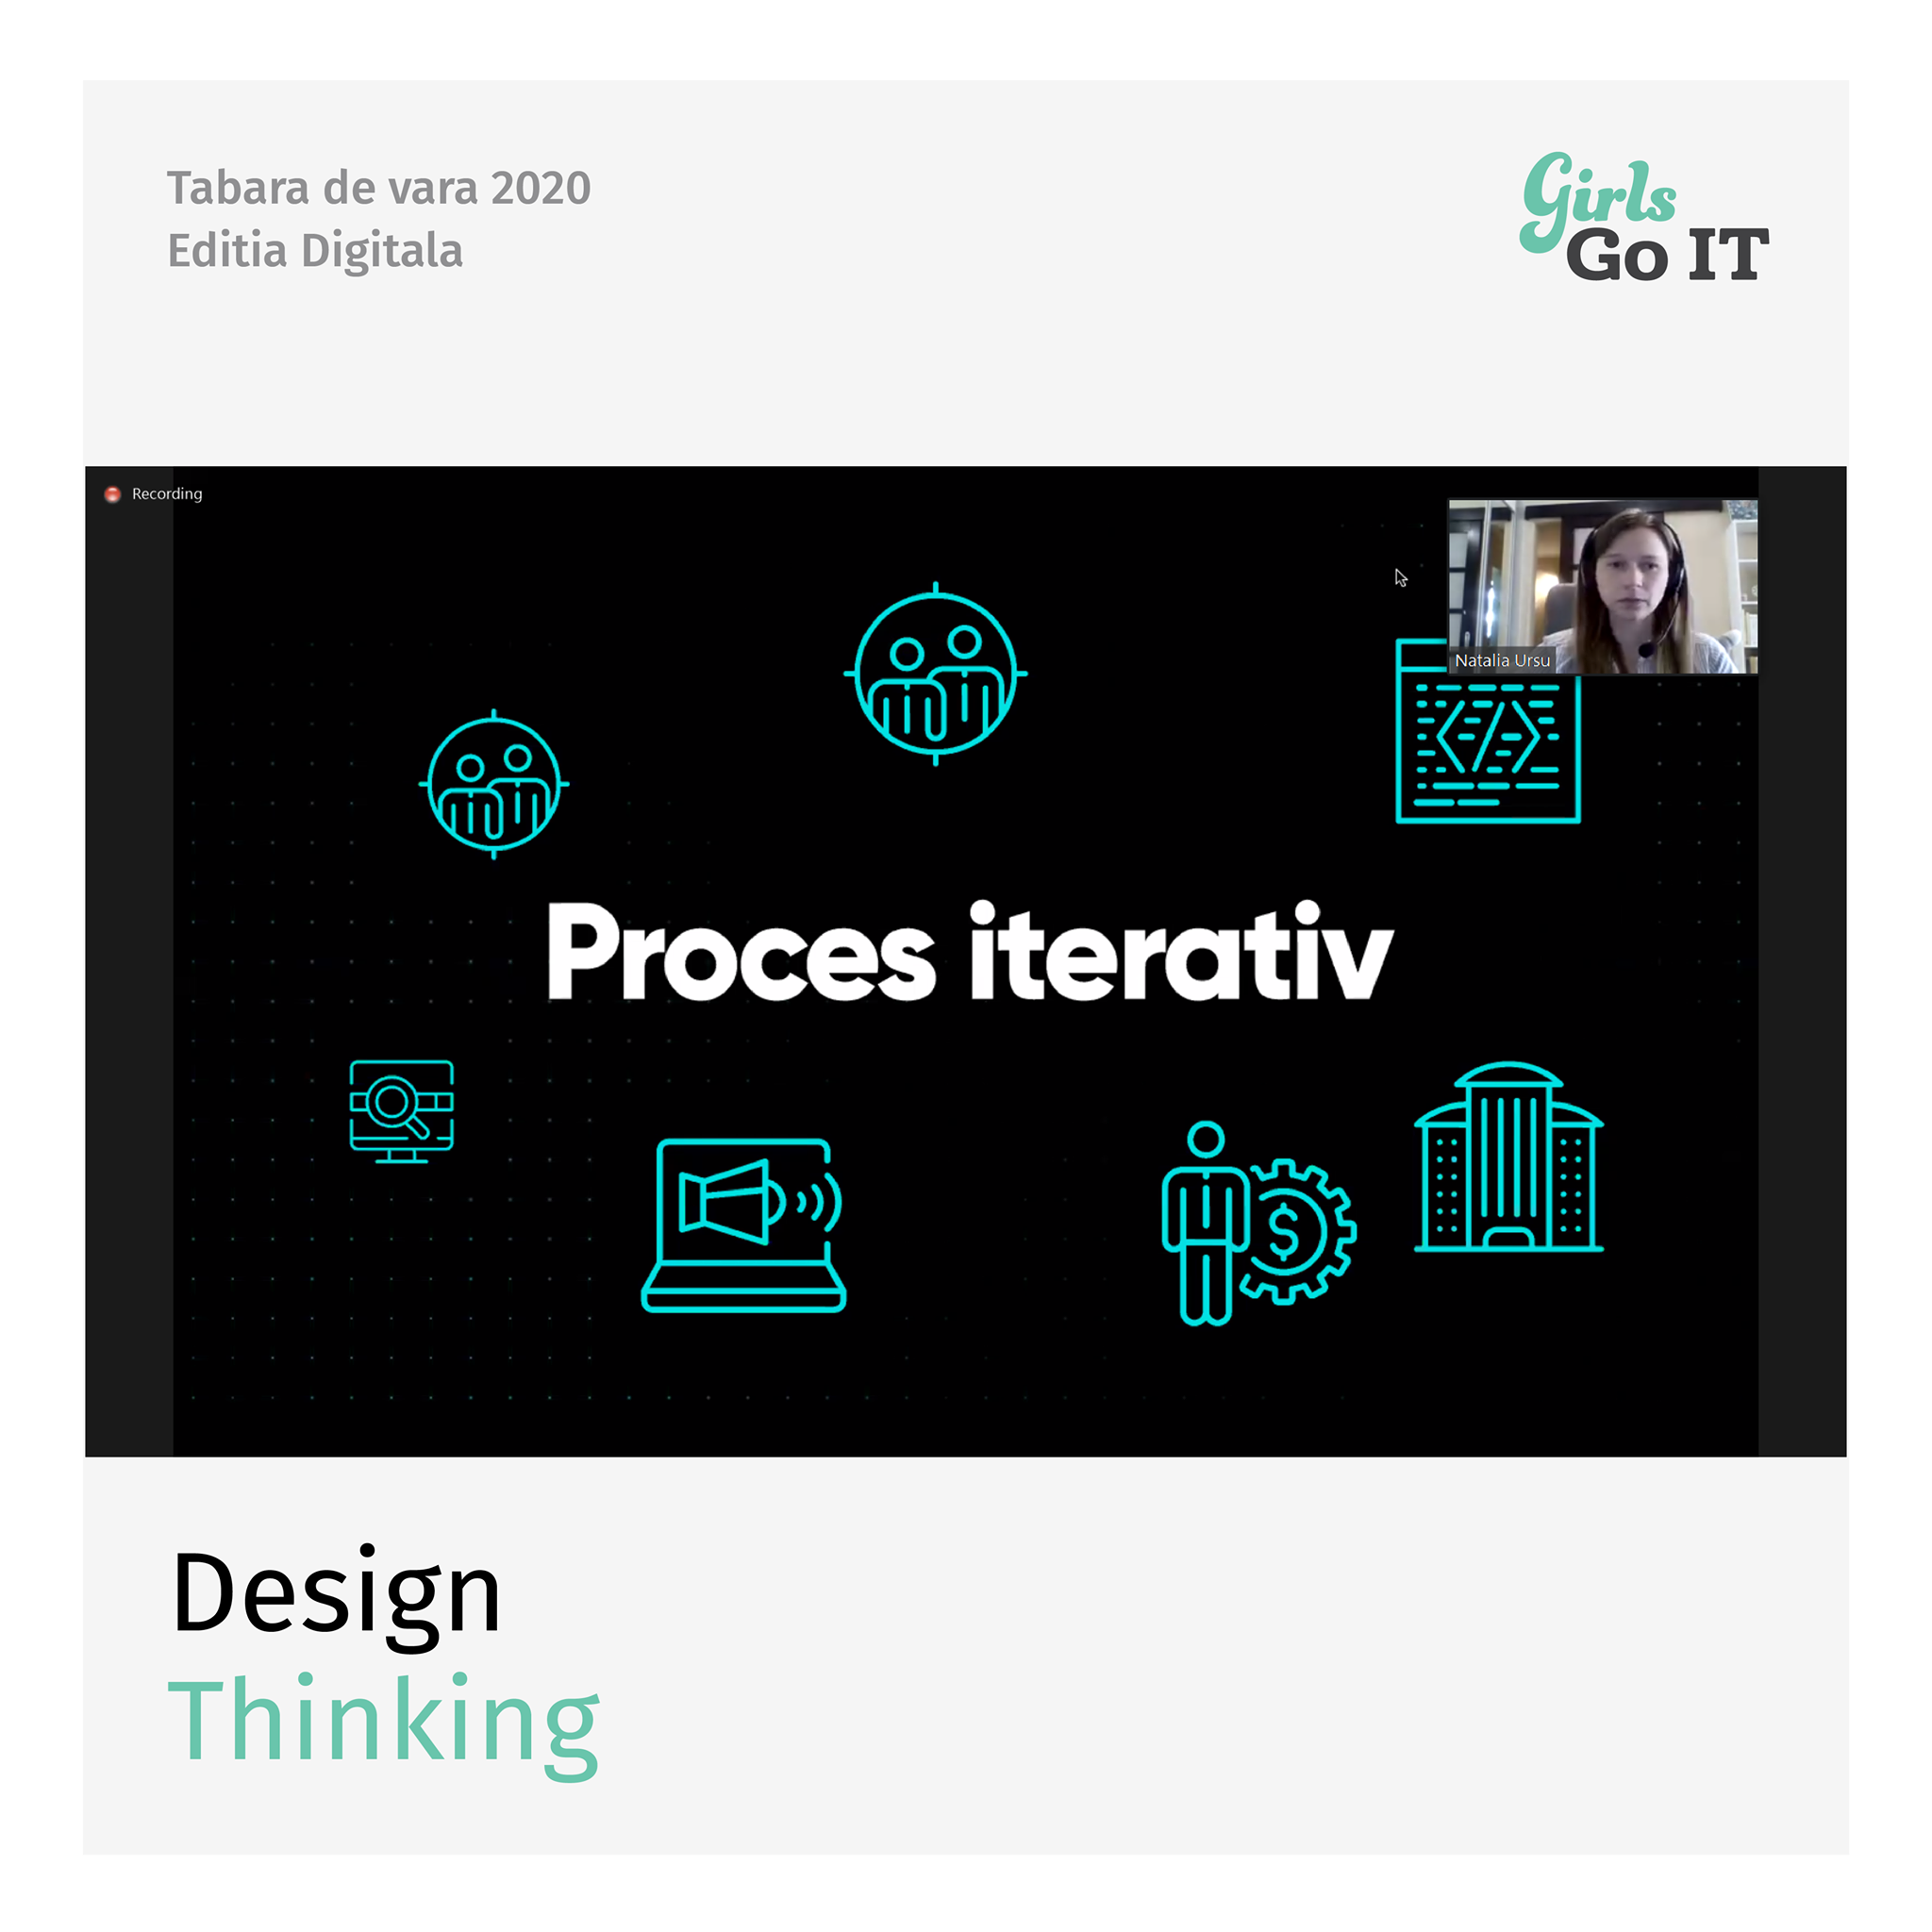 Tabara de vara 2020
Editia Digitala
Girls
Go IT
Recording
Natalia Ursu
</>
Proces iterativ
$
Design
Thinking